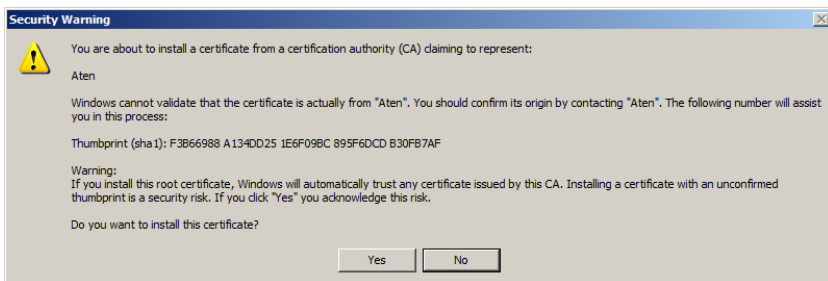 Security Warning
You are about to install a certificate from a certification authority (CA) claiming to represent:
Aten
Windows cannot validate that the certificate is actually from "Aten". You should confirm its origin by contacting "Aten". The following number will assist
you in this process:
Thumbprint (sha1): F3B66988 A134DD25 1E6F09BC 895F6DCD B30FB7AF
Warning:
If you install this root certificate, Windows will automatically trust any certificate issued by this CA. Installing a certificate with an unconfirmed
thumbprint is a security risk. If you click "Yes" you acknowledge this risk.
Do you want to install this certificate?
Yes
No